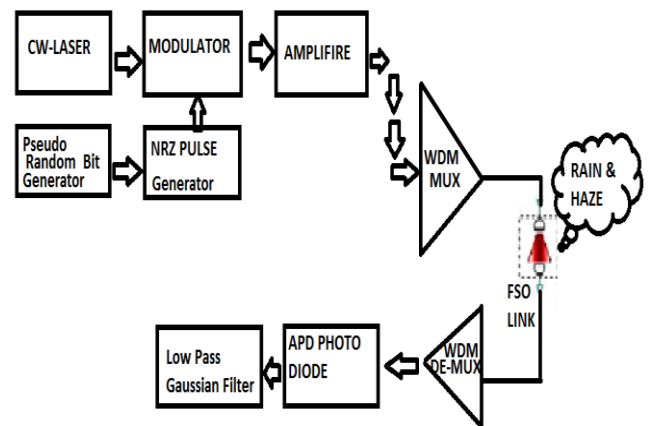 CW-LASER
MODULATOR
AMPLIFIRE
Pseudo
Random Bit
Generator
NRZ PULSE
Generator
WDM
MUX
RAIN &
HAZE
FSO
LINK
WDM
DE-MUX
APD PHOTO
DIODE
Low Pass
Gaussian Filter